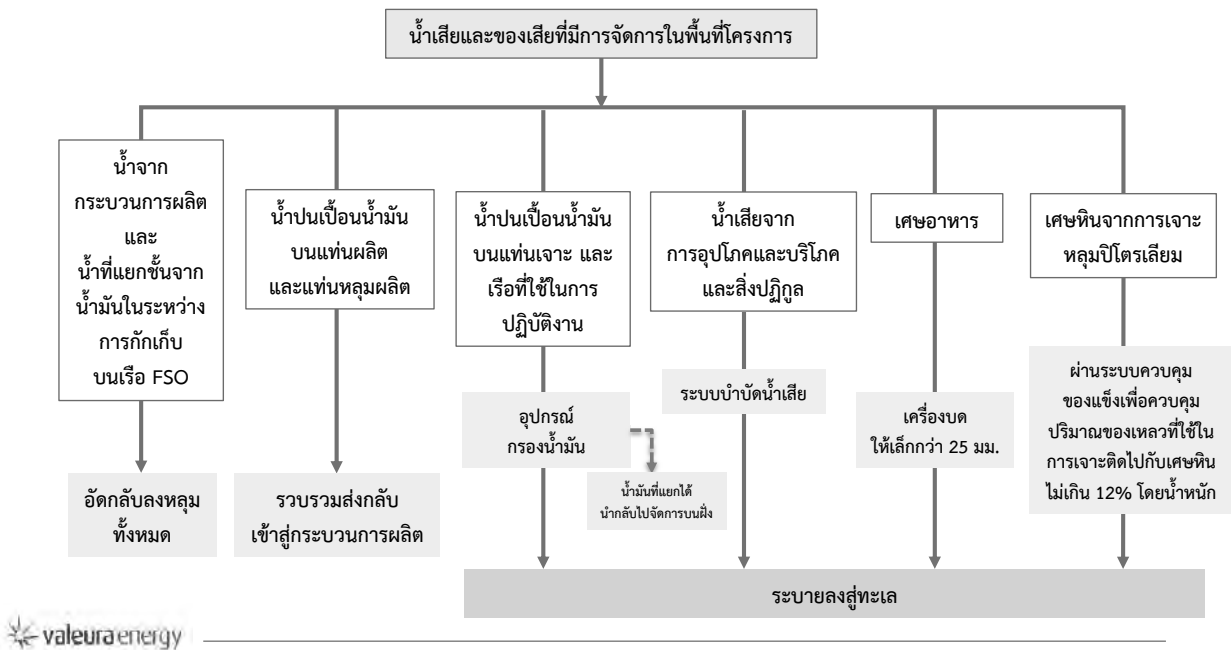 น้ำเสียและของเสียที่มีการจัดการในพื้นที่โครงการ
น้ำจาก
กระบวนการผลิต
และ
น้ำที่แยกชั้นจาก
น้ำมันในระหว่าง
การกักเก็บ
บนเรือ FSO
อัดกลับลงหลุม
ทั้งหมด
น้ำปนเปื้อนน้ำมัน
บนแท่นผลิต
และแท่นหลุมผลิต
รวบรวมส่งกลับ
เข้าสู่กระบวนการผลิต
น้ำปนเปื้อนน้ำมัน
บนแท่นเจาะ และ
เรือที่ใช้ในการ
ปฏิบัติงาน
อุปกรณ์
กรองน้ำมัน
น้ำมันที่แยกได้
นำกลับไปจัดการบนฝั่ง
น้ำเสียจาก
การอุปโภคและบริโภค
และสิ่งปฏิกูล
ระบบบำบัดน้ำเสีย
เศษอาหาร
เครื่องบด
ให้เล็กกว่า 25 มม.
เศษหินจากการเจาะ
หลุมปิโตรเลียม
ผ่านระบบควบคุม
ของแข็งเพื่อควบคุม
ปริมาณของเหลวที่ใช้ใน
การเจาะติดไปกับเศษหิน
ไม่เกิน 12% โดยน้ำหนัก
ระบายลงสู่ทะเล
valeura energy